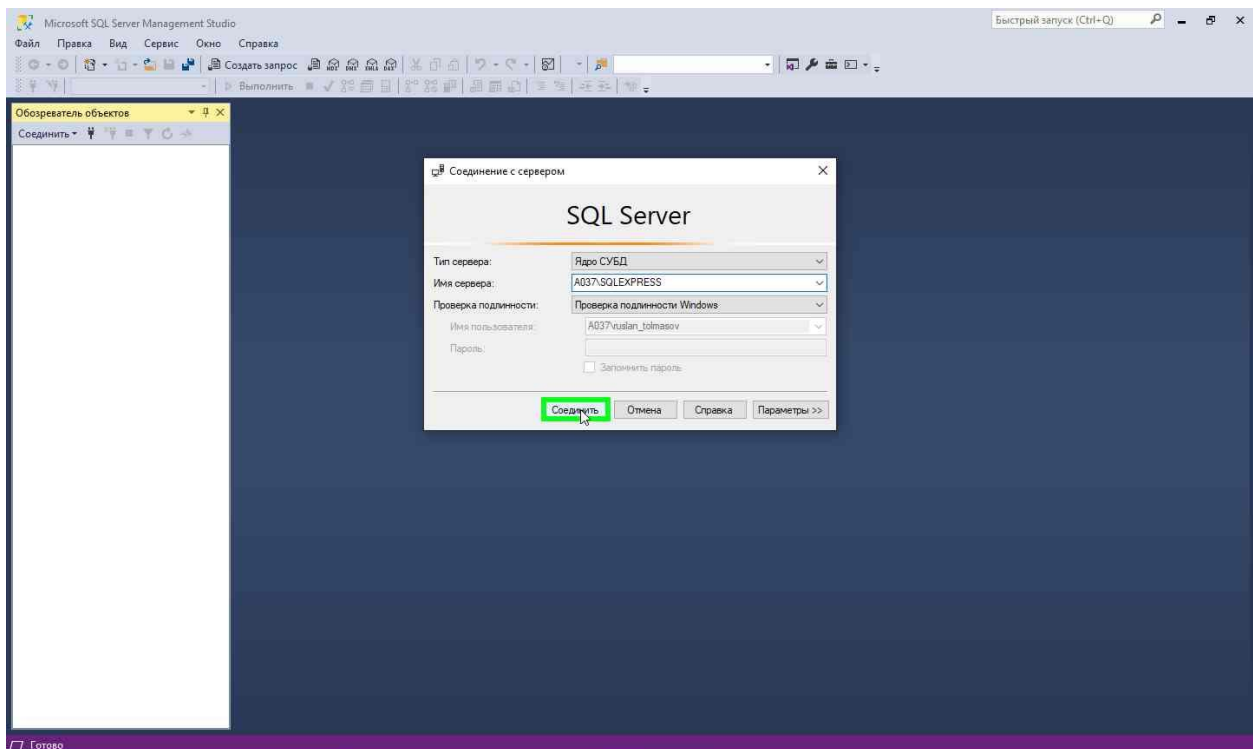 Microsoft SQL Server Management Studio
Быстрый запуск (Ctrl+Q)
Файл Правка Вид Сервис Окно Справка
Создать запрос
Выполнить
Обозреватель объектов
Соединить
Соединение с сервером
SQL Server
Тип сервера: Ядро СУБД
Имя сервера: A037\SQLEXPRESS
Проверка подлинности: Проверка подлинности Windows
Имя пользователя: A037\ruslan_tolmasov
Пароль:
Запомнить пароль
Соединить Отмена Справка Параметры >>
Готово